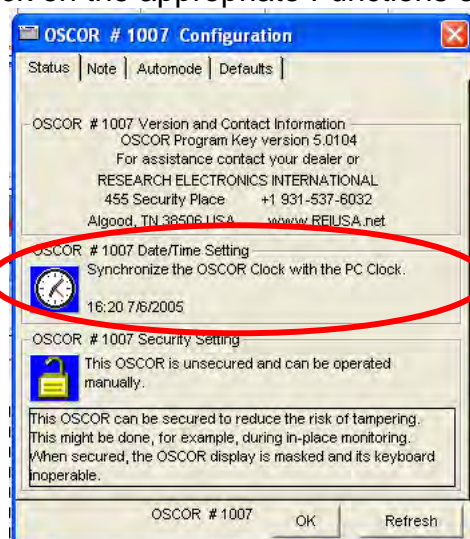 OSCOR # 1007 Configuration
Status Note Automode Defaults
OSCOR # 1007 Version and Contact Information
OSCOR Program Key version 5.0104
For assistance contact your dealer or
RESEARCH ELECTRONICS INTERNATIONAL
455 Security Place +1 931-537-6032
Algood, TN 38506 USA www.REIUSA.net
OSCOR # 1007 Date/Time Setting
Synchronize the OSCOR Clock with the PC Clock.
16:20 7/6/2005
OSCOR # 1007 Security Setting
This OSCOR is unsecured and can be operated
manually.
This OSCOR can be secured to reduce the risk of tampering.
This might be done, for example, during in-place monitoring.
When secured, the OSCOR display is masked and its keyboard
inoperable.
OSCOR # 1007 OK Refresh